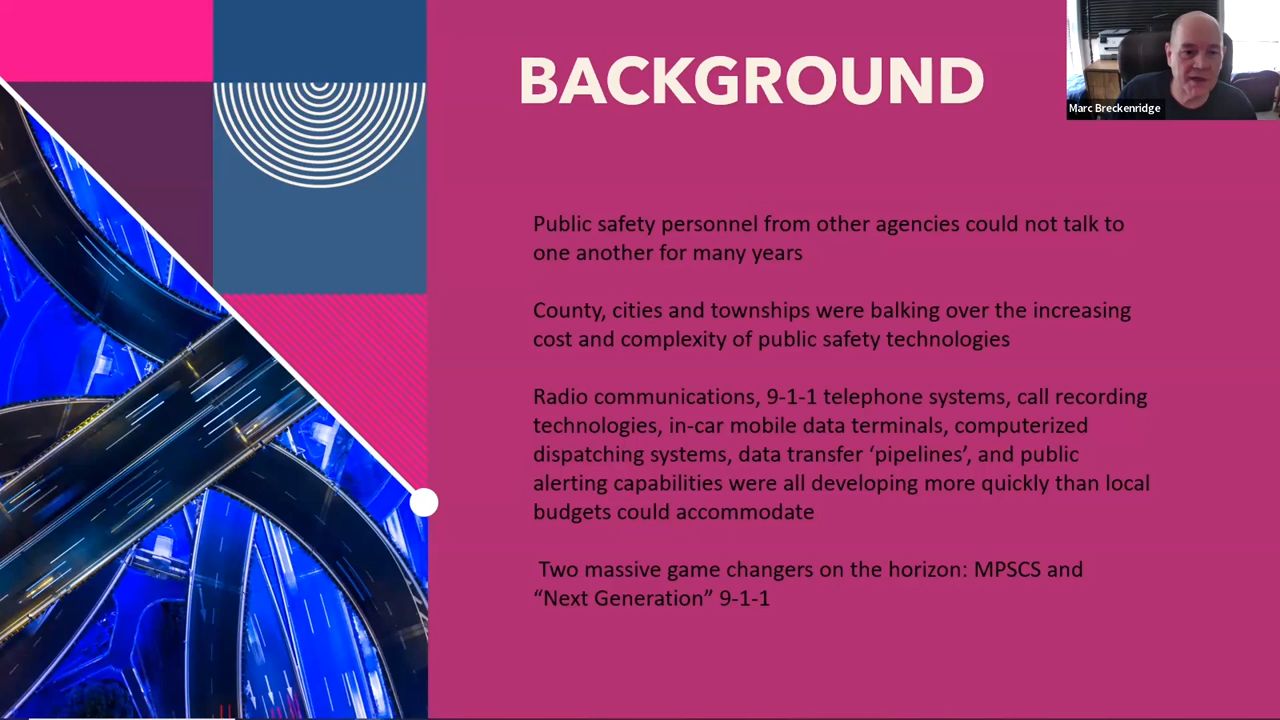 BACKGROUND
Marc Breckenridge
Public safety personnel from other agencies could not talk to
one another for many years
County, cities and townships were balking over the increasing
cost and complexity of public safety technologies
Radio communications, 9-1-1 telephone systems, call recording
technologies, in-car mobile data terminals, computerized
dispatching systems, data transfer ‘pipelines’, and public
alerting capabilities were all developing more quickly than local
budgets could accommodate
Two massive game changers on the horizon: MPSCS and
“Next Generation” 9-1-1